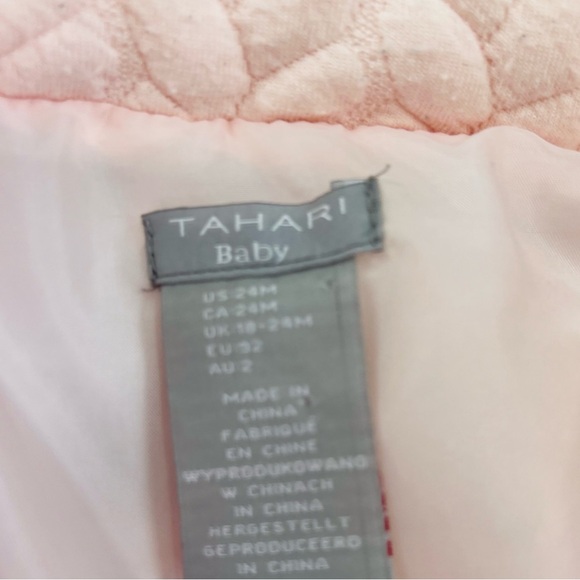 TAHARI
Baby
US 24M
CA 24M
UK 18-24M
EU 92
AU 2
MADE IN
CHINA
FABRIQUE
EN CHINE
WYPRODUKOWANO
W CHINACH
IN CHINA
HERGESTELLT
GEPRODUCEERD
IN CHINA